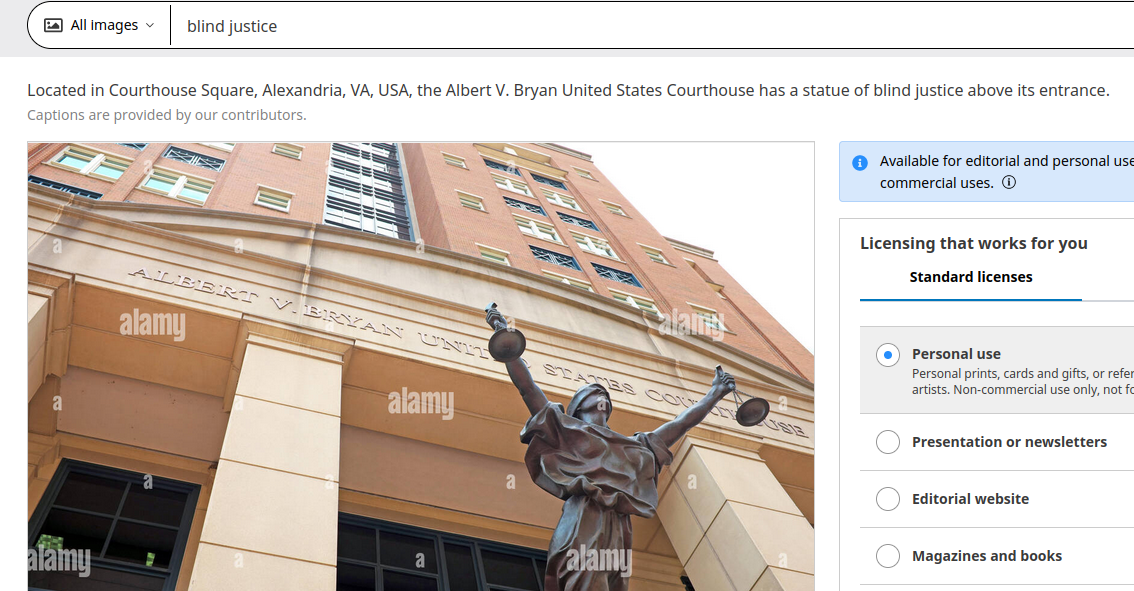 All images
blind justice
Located in Courthouse Square, Alexandria, VA, USA, the Albert V. Bryan United States Courthouse has a statue of blind justice above its entrance.
Captions are provided by our contributors.
Available for editorial and personal use
commercial uses.
Licensing that works for you
Standard licenses
Personal use
Personal prints, cards and gifts, or refer
artists. Non-commercial use only, not fo
Presentation or newsletters
Editorial website
Magazines and books
ALBERT V. BRYAN UNITED STATES COURTHOUSE
a a
a a a
alamy a a alamy
a alamy a a
a a a a
alamy a a alamy a